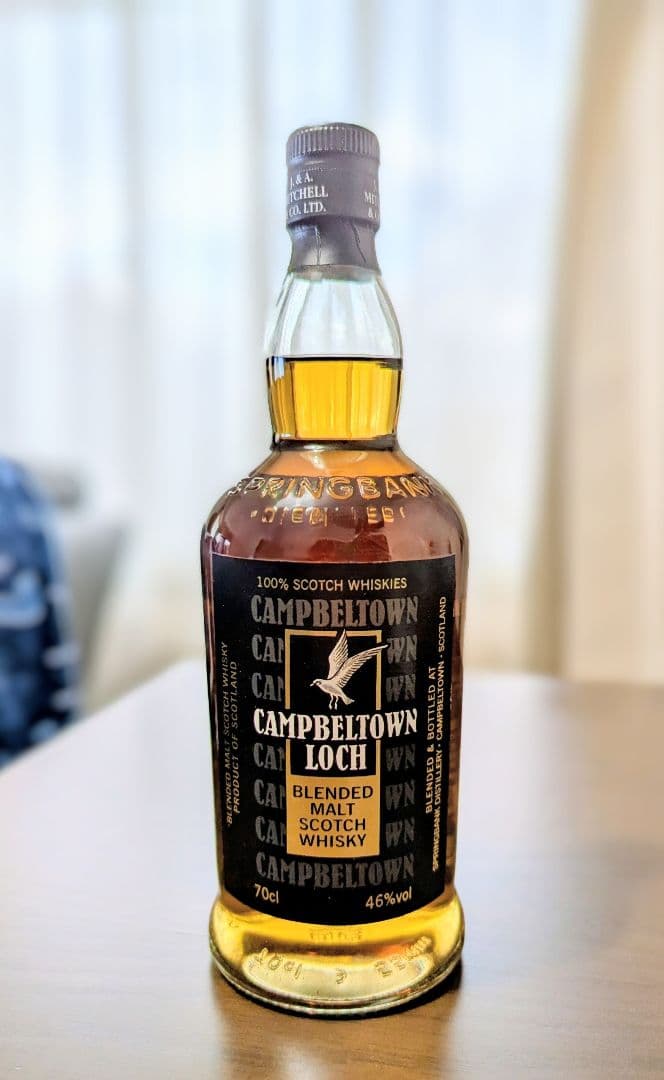 J. & A.
MITCHELL
& CO. LTD.
SPRINGBANK
100% SCOTCH WHISKIES
CAMPBELTOWN
CAMPBELTOWN
LOCH
BLENDED
MALT
SCOTCH
WHISKY
CAMPBELTOWN
70cl 46%vol
BLENDED MALT SCOTCH WHISKY
PRODUCT OF SCOTLAND
BLENDED & BOTTLED AT
SPRINGBANK DISTILLERY · CAMPBELTOWN · SCOTLAND